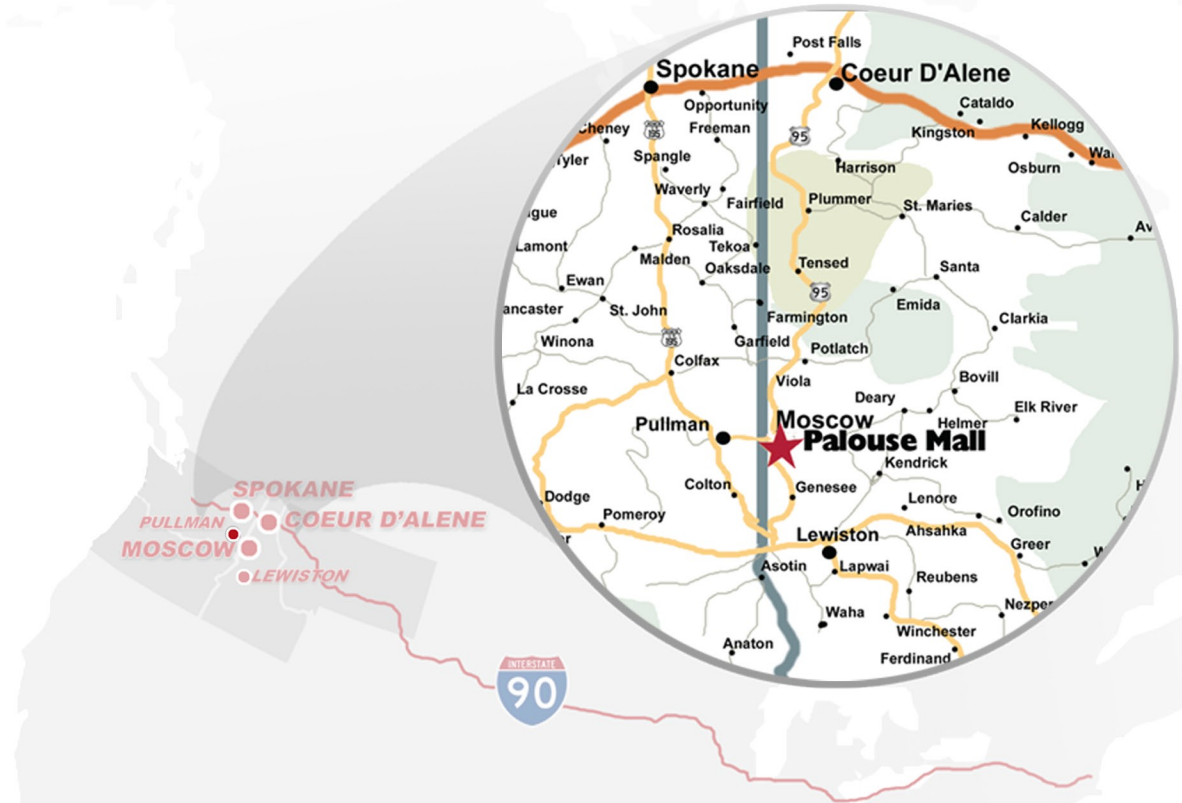 Post Falls
Spokane
Coeur D'Alene
Opportunity
Cataldo
Cheney
Freeman
195
95
Kingston
Kellogg
Tyler
Spangle
Harrison
Osburn
Waverly
Fairfield
Plummer
St. Maries
Calder
Rosalia
Tekoa
Lamont
Malden
Oaksdale
Tensed
Santa
Ewan
95
Emida
St. John
Farmington
Clarkia
Winona
195
Garfield
Potlatch
Colfax
Viola
Bovill
La Crosse
Deary
Elk River
Pullman
Moscow
Helmer
Palouse Mall
Kendrick
Colton
Genesee
Dodge
Lenore
Orofino
Pomeroy
Ahsahka
Lewiston
Greer
Asotin
Lapwai
Reubens
Waha
Winchester
Anaton
Ferdinand
SPOKANE
PULLMAN
COEUR D'ALENE
MOSCOW
LEWISTON
INTERSTATE
90